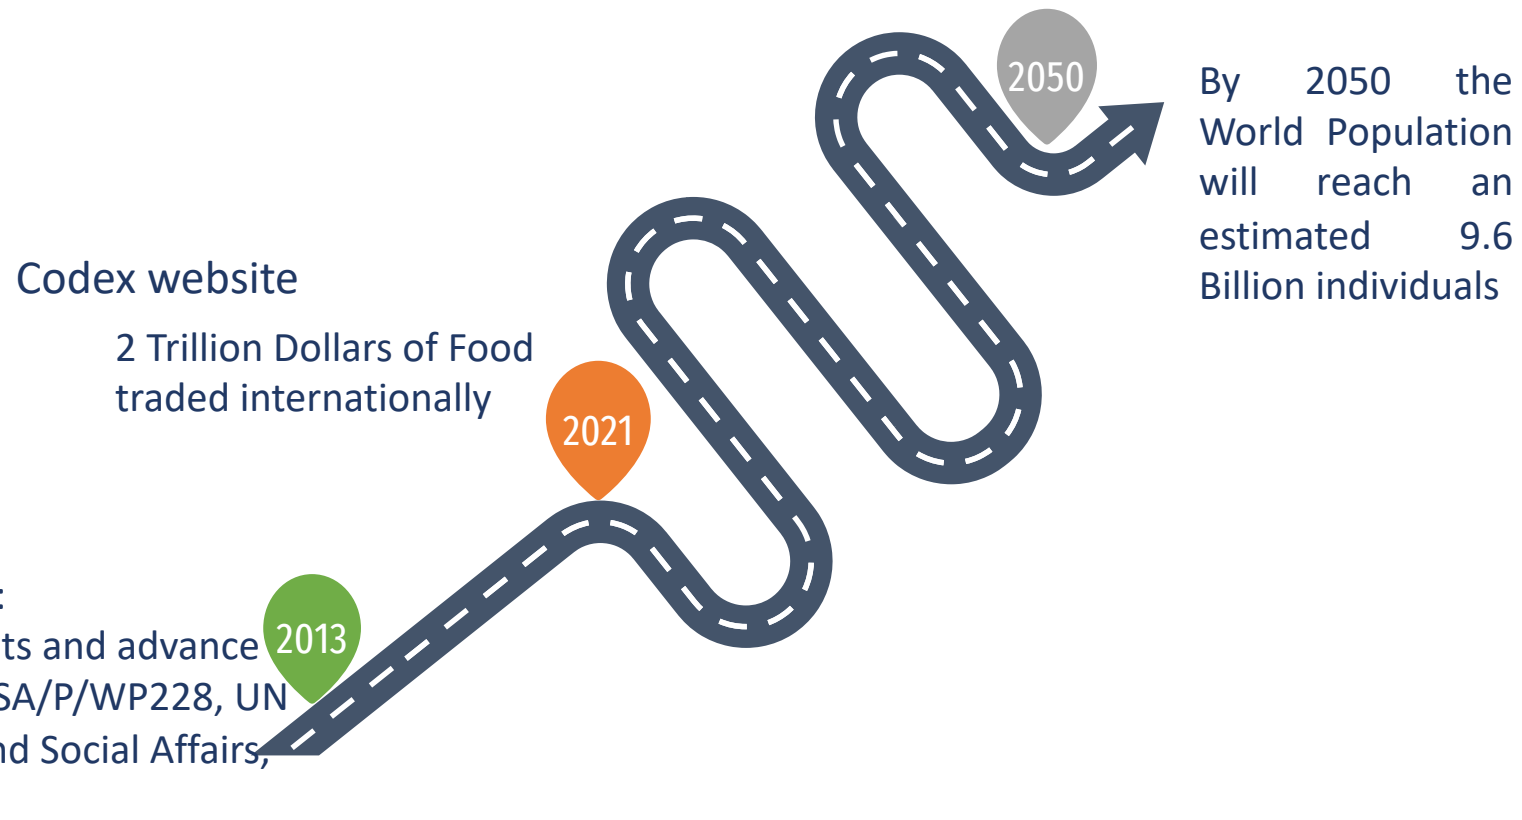 2050
By 2050 the
World Population
will reach an
estimated 9.6
Billion individuals
Codex website
2 Trillion Dollars of Food
traded internationally
2021
:
ts and advance
2013
SA/P/WP228, UN
nd Social Affairs,